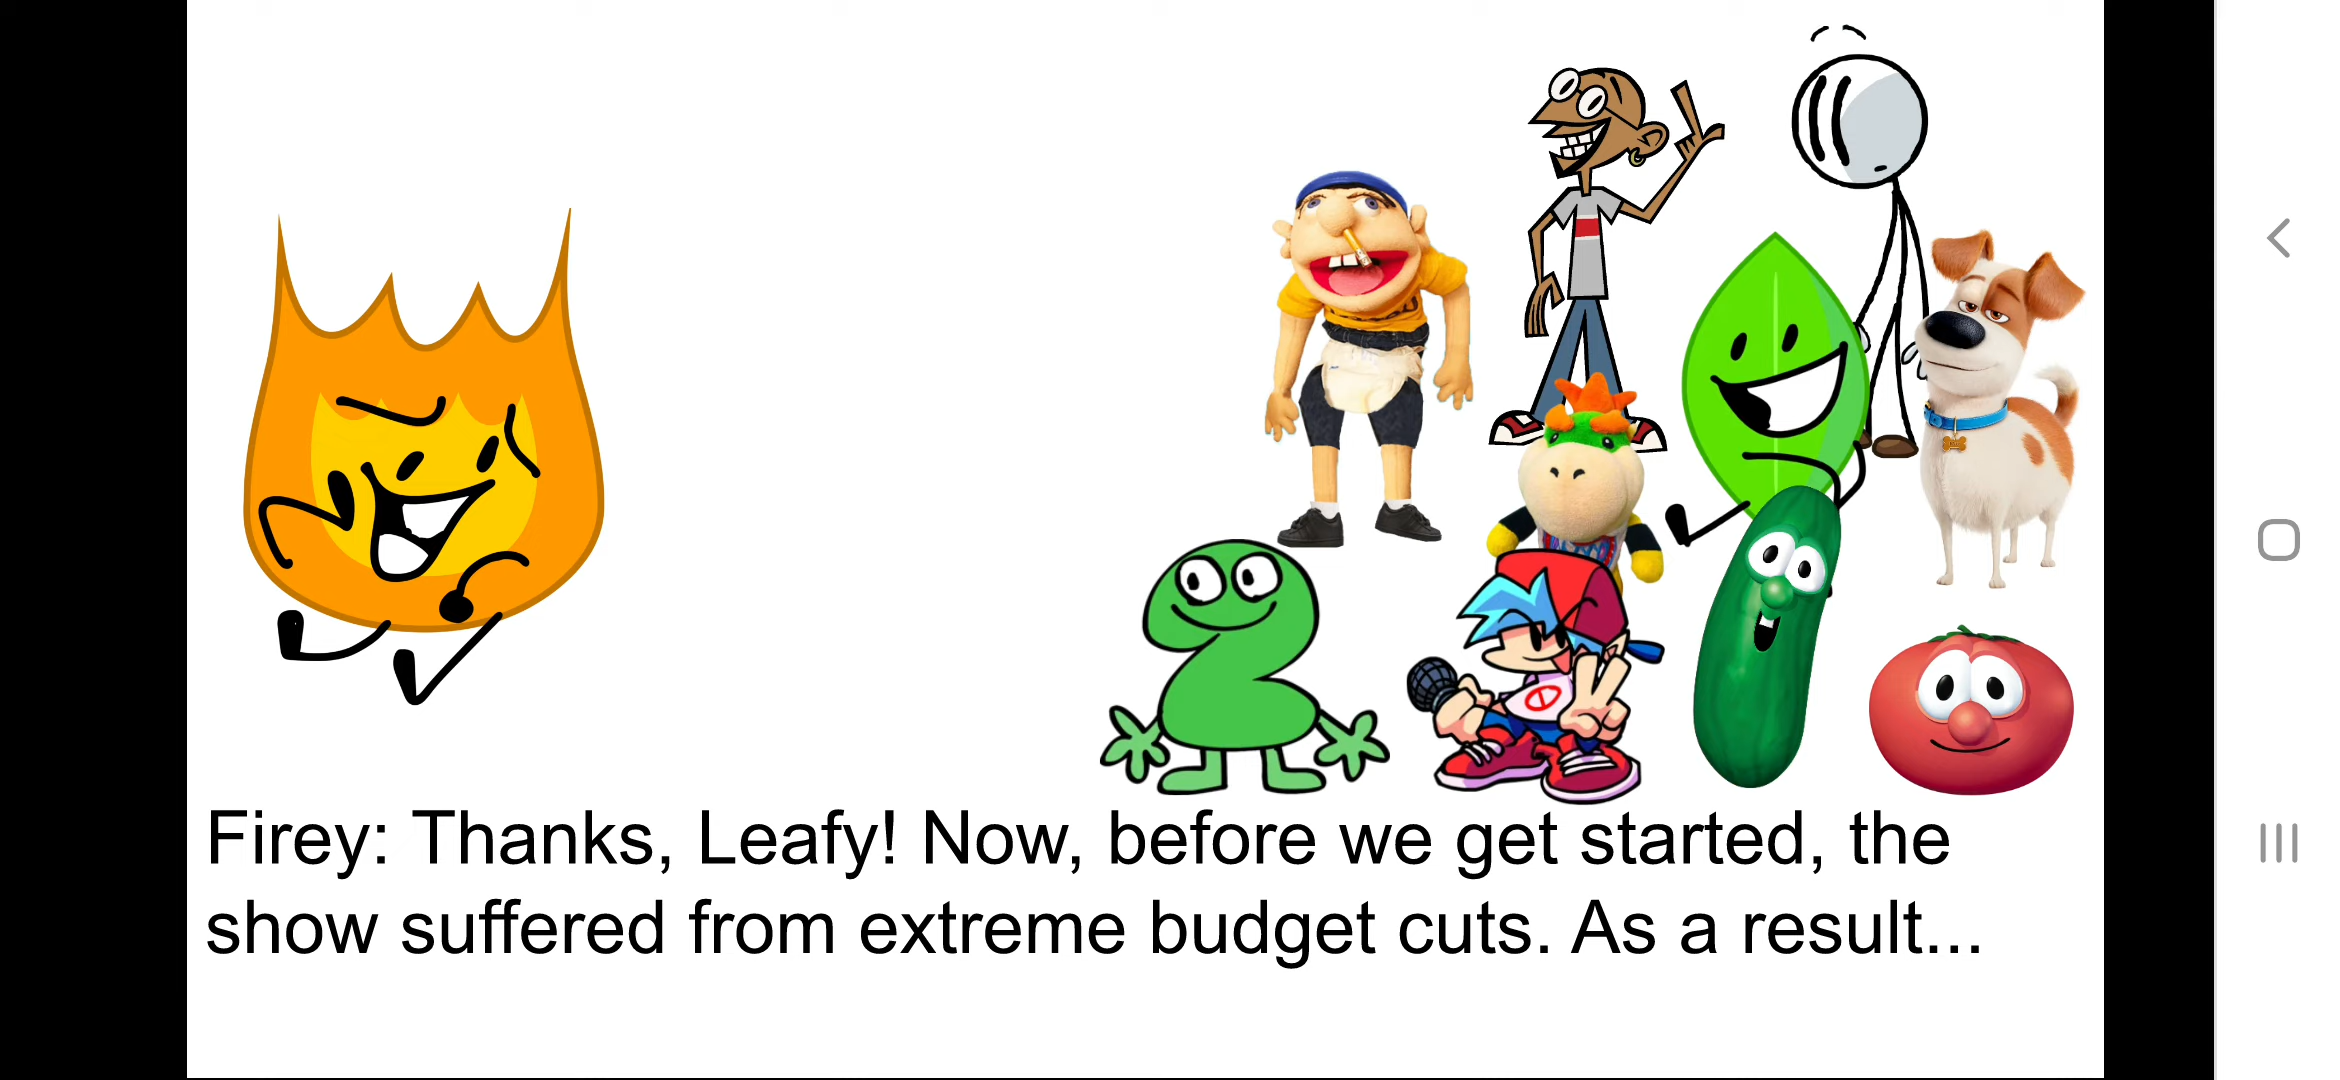 Firey: Thanks, Leafy! Now, before we get started, the
show suffered from extreme budget cuts. As a result...